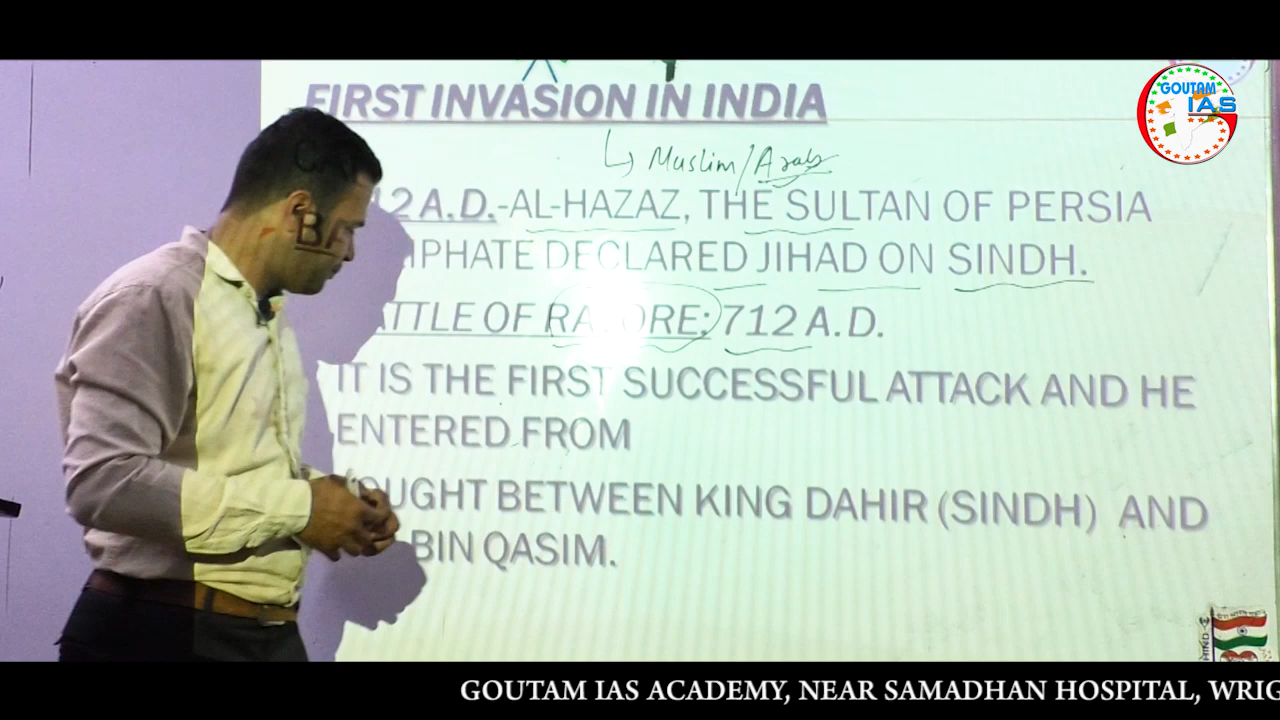 FIRST INVASION IN INDIA
GOUTAM
IAS
Muslim/Arabs
12 A.D.-AL-HAZAZ, THE SULTAN OF PERSIA
IPHATE DECLARED JIHAD ON SINDH.
ATTLE OF RA ORE: 712 A.D.
IT IS THE FIRST SUCCESSFUL ATTACK AND HE
ENTERED FROM
OUGHT BETWEEN KING DAHIR (SINDH) AND
BIN QASIM.
HIND
GOUTAM IAS ACADEMY, NEAR SAMADHAN HOSPITAL, WRIG